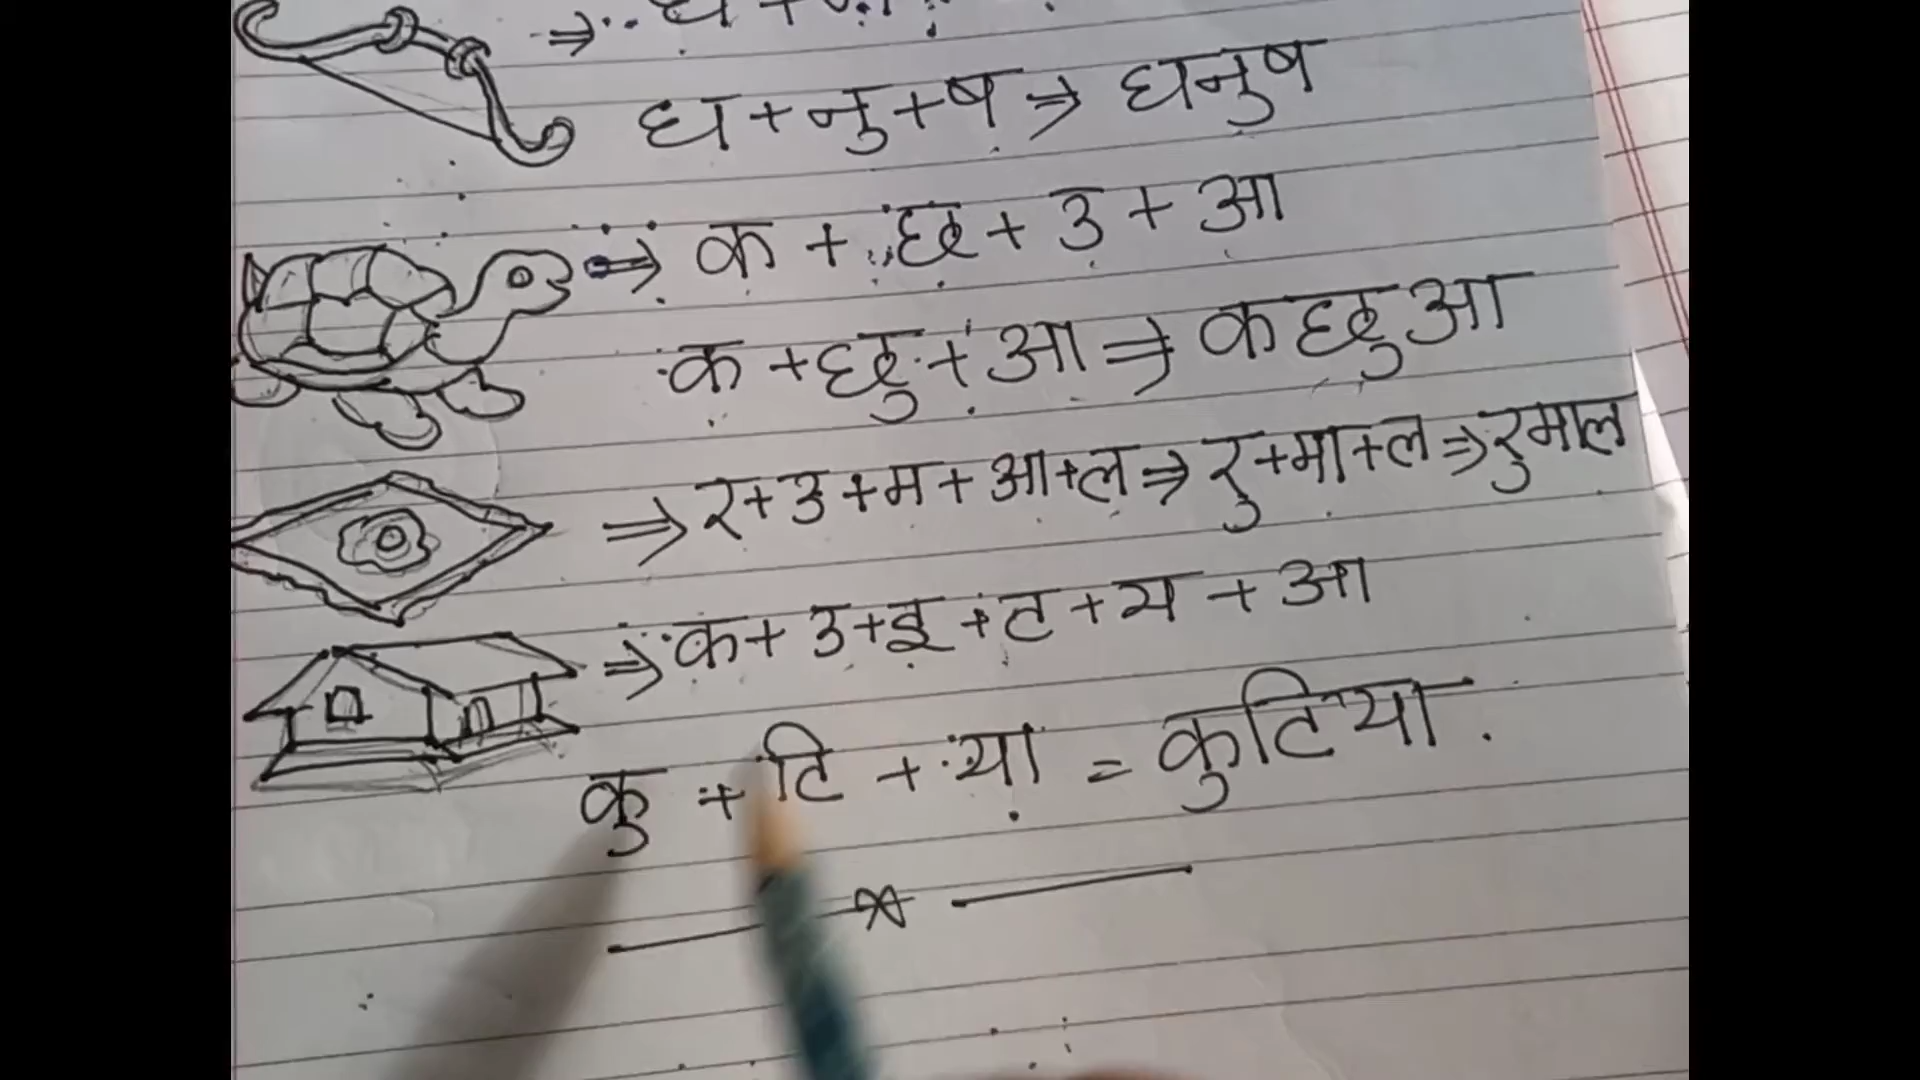 ध + नु + ष ⇒ धनुष
⇒ क + छ + उ + आ
क + छु + आ ⇒ कछुआ
⇒ र + उ + म + आ + ल ⇒ रु + मा + ल ⇒ रुमाल
⇒ क + उ + इ + ट + य + आ
कु + टि + या = कुटिया .